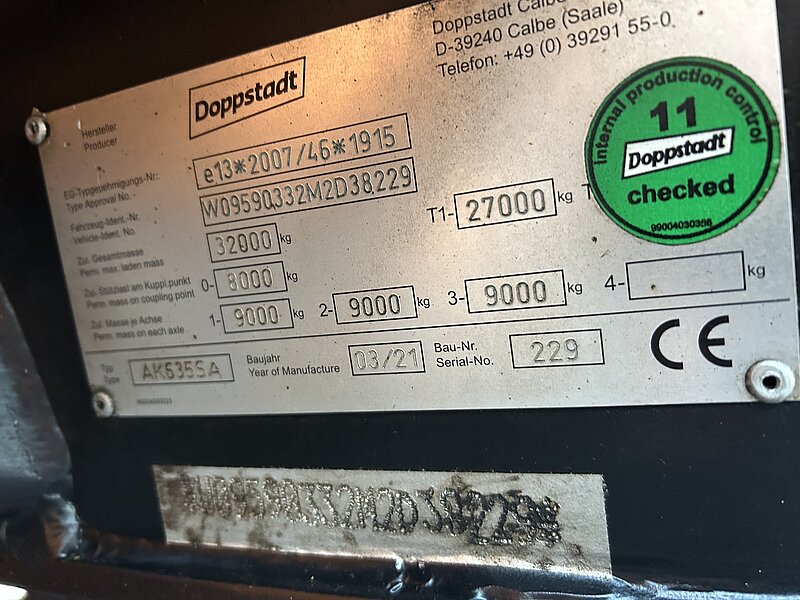 Doppstadt Calbe
D-39240 Calbe (Saale)
Telefon: +49 (0) 39291 55-0
Doppstadt
Hersteller
Producer
EG-Typgenehmigungs-Nr.:
Type Approval No.
e13*2007/46*1915
Fahrzeug-Ident.-Nr.
Vehicle-Ident. No.
W09590332M2D38229
Zul. Gesamtmasse
Perm. max. laden mass
32000 kg
T1- 27000 kg
Zul. Stützlast am Kuppl.punkt
Perm. mass on coupling point
0- 8000 kg
Zul. Masse je Achse
Perm. mass on each axle
1- 9000 kg 2- 9000 kg 3- 9000 kg 4- kg
Typ
Type
AK635SA
Baujahr
Year of Manufacture
03/21
Bau-Nr.
Serial-No.
229
CE
Internal production control
11
Doppstadt
checked
99004030356
W09590332M2D38229